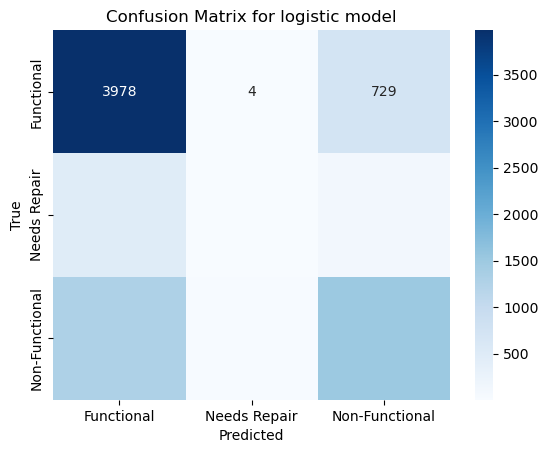 Confusion Matrix for logistic model
Functional
Needs Repair
Non-Functional
True
3978 4 729
Functional Needs Repair Non-Functional
Predicted
3500
3000
2500
2000
1500
1000
500